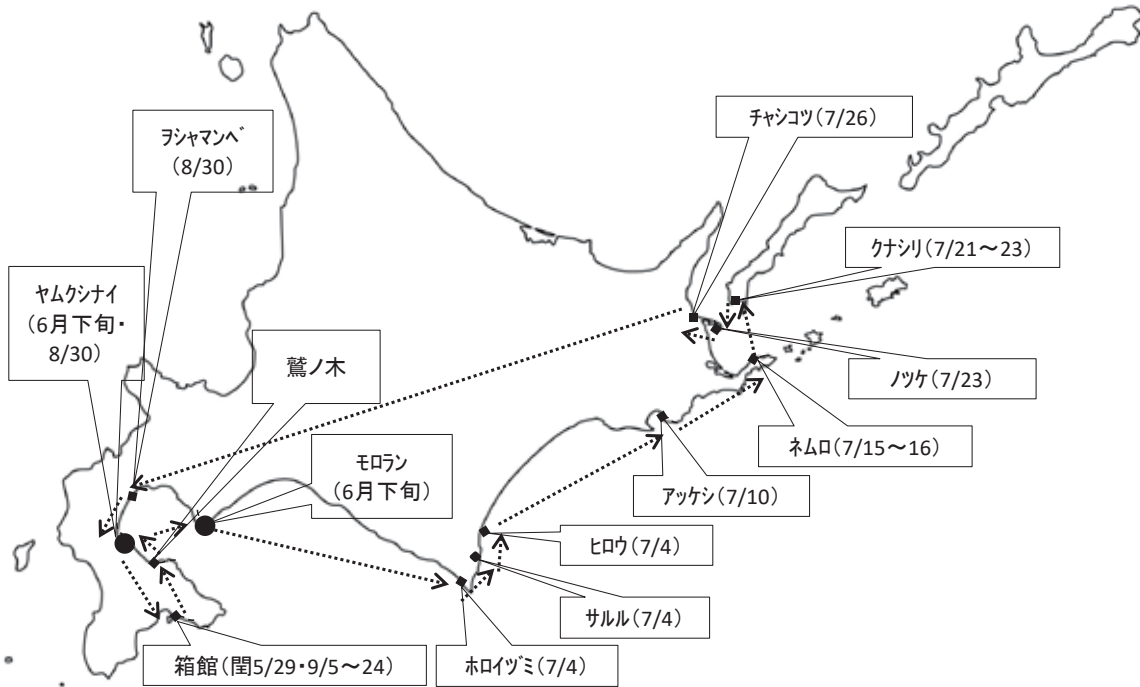 チャシコツ(7/26)
ヲシャマンベ
(8/30)
クナシリ(7/21～23)
ヤムクシナイ
(6月下旬・
8/30)
鷲ノ木
ノツケ(7/23)
ネムロ(7/15～16)
モロラン
(6月下旬)
アッケシ(7/10)
ヒロウ(7/4)
サルル(7/4)
箱館(閏5/29・9/5～24)
ホロイヅミ(7/4)